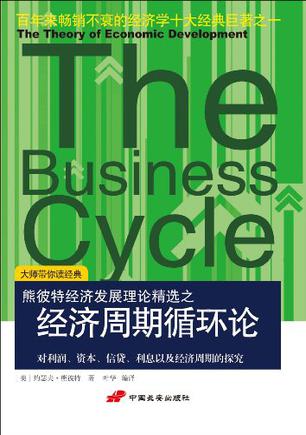 百年来畅销不衰的经济学十大经典巨著之一
The Theory of Economic Development
The
Business
Cycle
大师带你读经典
熊彼特经济发展理论精选之
经济周期循环论
对利润、资本、信贷、利息以及经济周期的探究
[美] 约瑟夫·熊彼特 著 叶华 编译
中国长安出版社